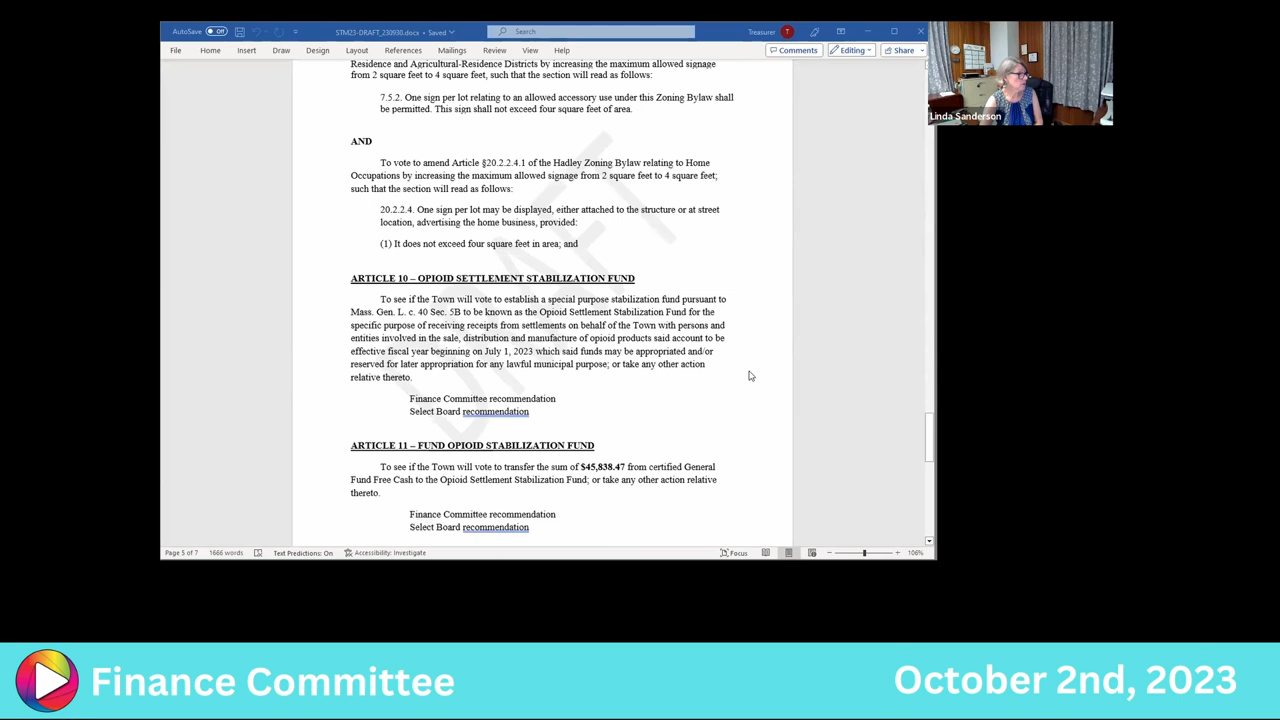 AutoSave Off STM23-DRAFT_230930.docx • Saved Search Treasurer T
File Home Insert Draw Design Layout References Mailings Review View Help Comments Editing Share
Linda Sanderson
Residence and Agricultural-Residence Districts by increasing the maximum allowed signage
from 2 square feet to 4 square feet, such that the section will read as follows:
7.5.2. One sign per lot relating to an allowed accessory use under this Zoning Bylaw shall
be permitted. This sign shall not exceed four square feet of area.
AND
To vote to amend Article §20.2.2.4.1 of the Hadley Zoning Bylaw relating to Home
Occupations by increasing the maximum allowed signage from 2 square feet to 4 square feet;
such that the section will read as follows:
20.2.2.4. One sign per lot may be displayed, either attached to the structure or at street
location, advertising the home business, provided:
(1) It does not exceed four square feet in area; and
ARTICLE 10 – OPIOID SETTLEMENT STABILIZATION FUND
To see if the Town will vote to establish a special purpose stabilization fund pursuant to
Mass. Gen. L. c. 40 Sec. 5B to be known as the Opioid Settlement Stabilization Fund for the
specific purpose of receiving receipts from settlements on behalf of the Town with persons and
entities involved in the sale, distribution and manufacture of opioid products said account to be
effective fiscal year beginning on July 1, 2023 which said funds may be appropriated and/or
reserved for later appropriation for any lawful municipal purpose; or take any other action
relative thereto.
Finance Committee recommendation
Select Board recommendation
ARTICLE 11 – FUND OPIOID STABILIZATION FUND
To see if the Town will vote to transfer the sum of $45,838.47 from certified General
Fund Free Cash to the Opioid Settlement Stabilization Fund; or take any other action relative
thereto.
Finance Committee recommendation
Select Board recommendation
DRAFT
Page 5 of 7 1666 words Text Predictions: On Accessibility: Investigate Focus 106%
Finance Committee
October 2nd, 2023